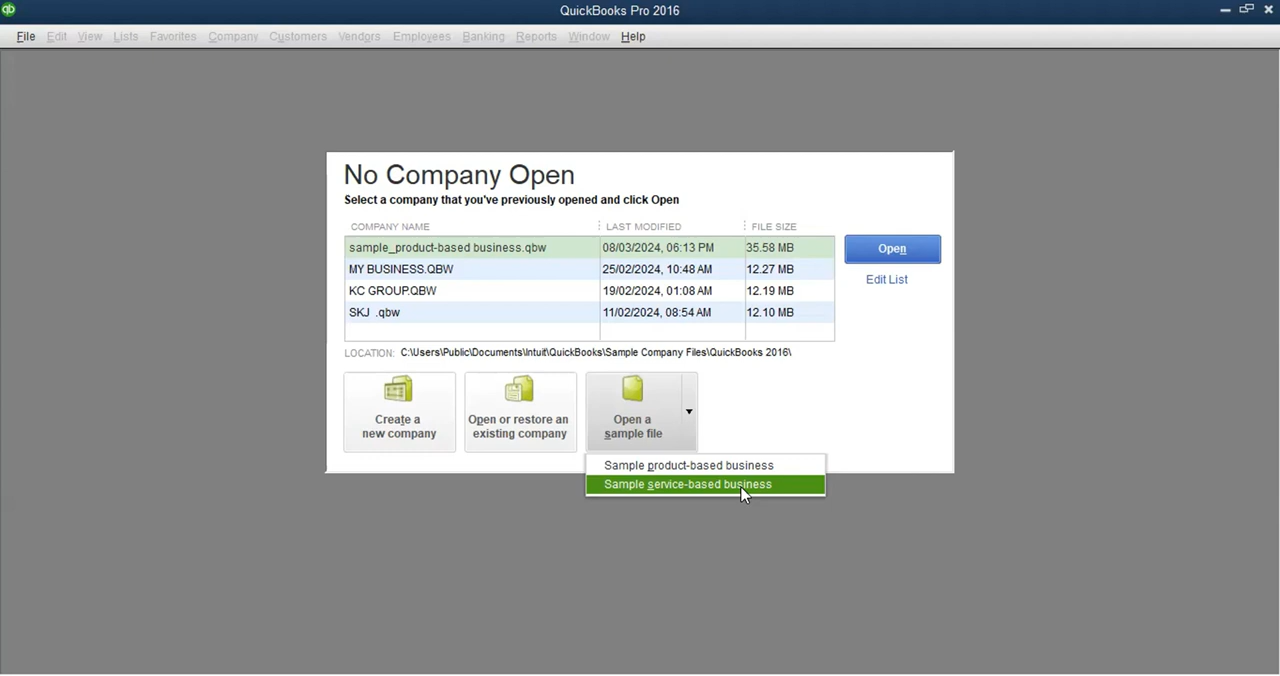 qb
QuickBooks Pro 2016
File Edit View Lists Favorites Company Customers Vendors Employees Banking Reports Window Help
No Company Open
Select a company that you've previously opened and click Open
COMPANY NAME LAST MODIFIED FILE SIZE
sample_product-based business.qbw 08/03/2024, 06:13 PM 35.58 MB
MY BUSINESS.QBW 25/02/2024, 10:48 AM 12.27 MB
KC GROUP.QBW 19/02/2024, 01:08 AM 12.19 MB
SKJ .qbw 11/02/2024, 08:54 AM 12.10 MB
Open
Edit List
LOCATION: C:\Users\Public\Documents\Intuit\QuickBooks\Sample Company Files\QuickBooks 2016\
Create a
new company
Open or restore an
existing company
Open a
sample file
Sample product-based business
Sample service-based business